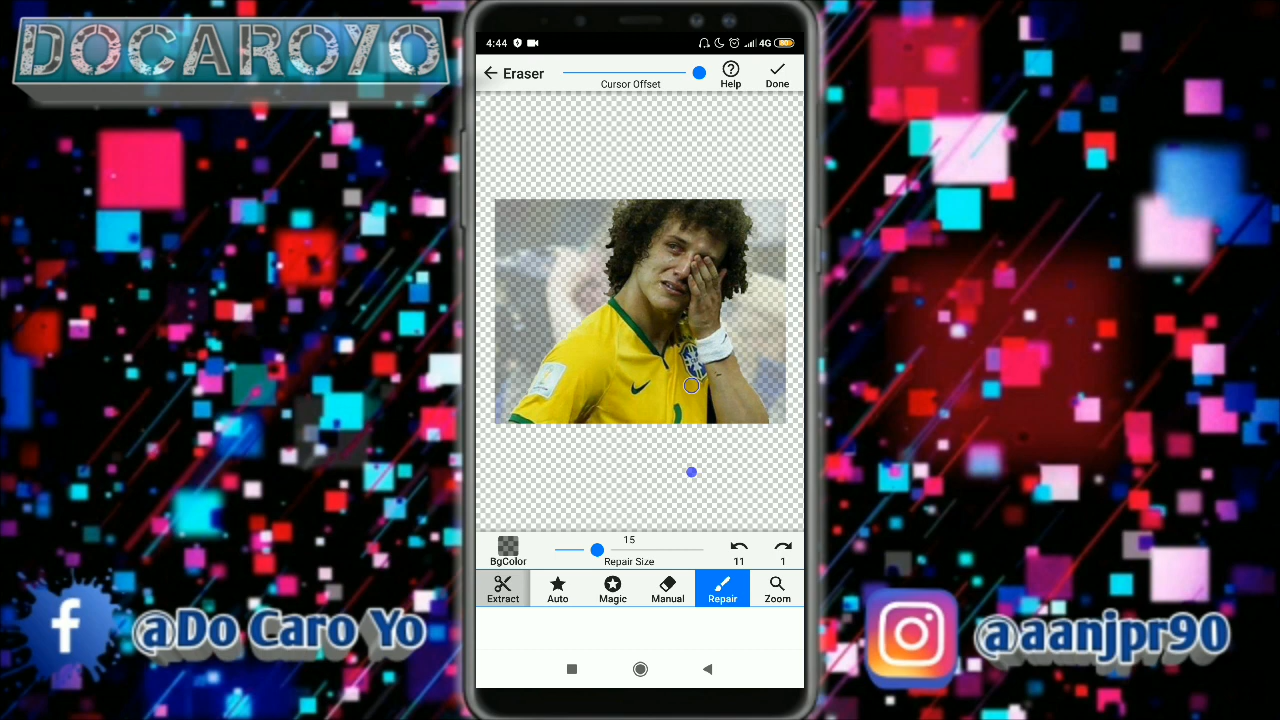 DOCAROYO
4:44
4G
Eraser
Cursor Offset
Help
Done
15
BgColor
Repair Size
11
1
Extract
Auto
Magic
Manual
Repair
Zoom
@Do Caro Yo
@aanjpr90